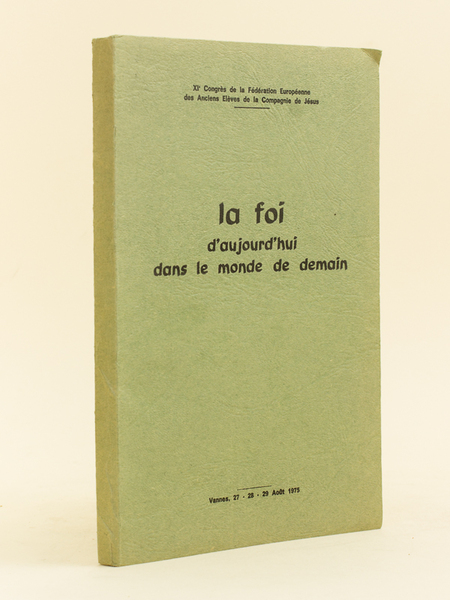 XIᵉ Congrès de la Fédération Européenne
des Anciens Elèves de la Compagnie de Jésus
la foi
d'aujourd'hui
dans le monde de demain
Vannes, 27 - 28 - 29 Août 1975